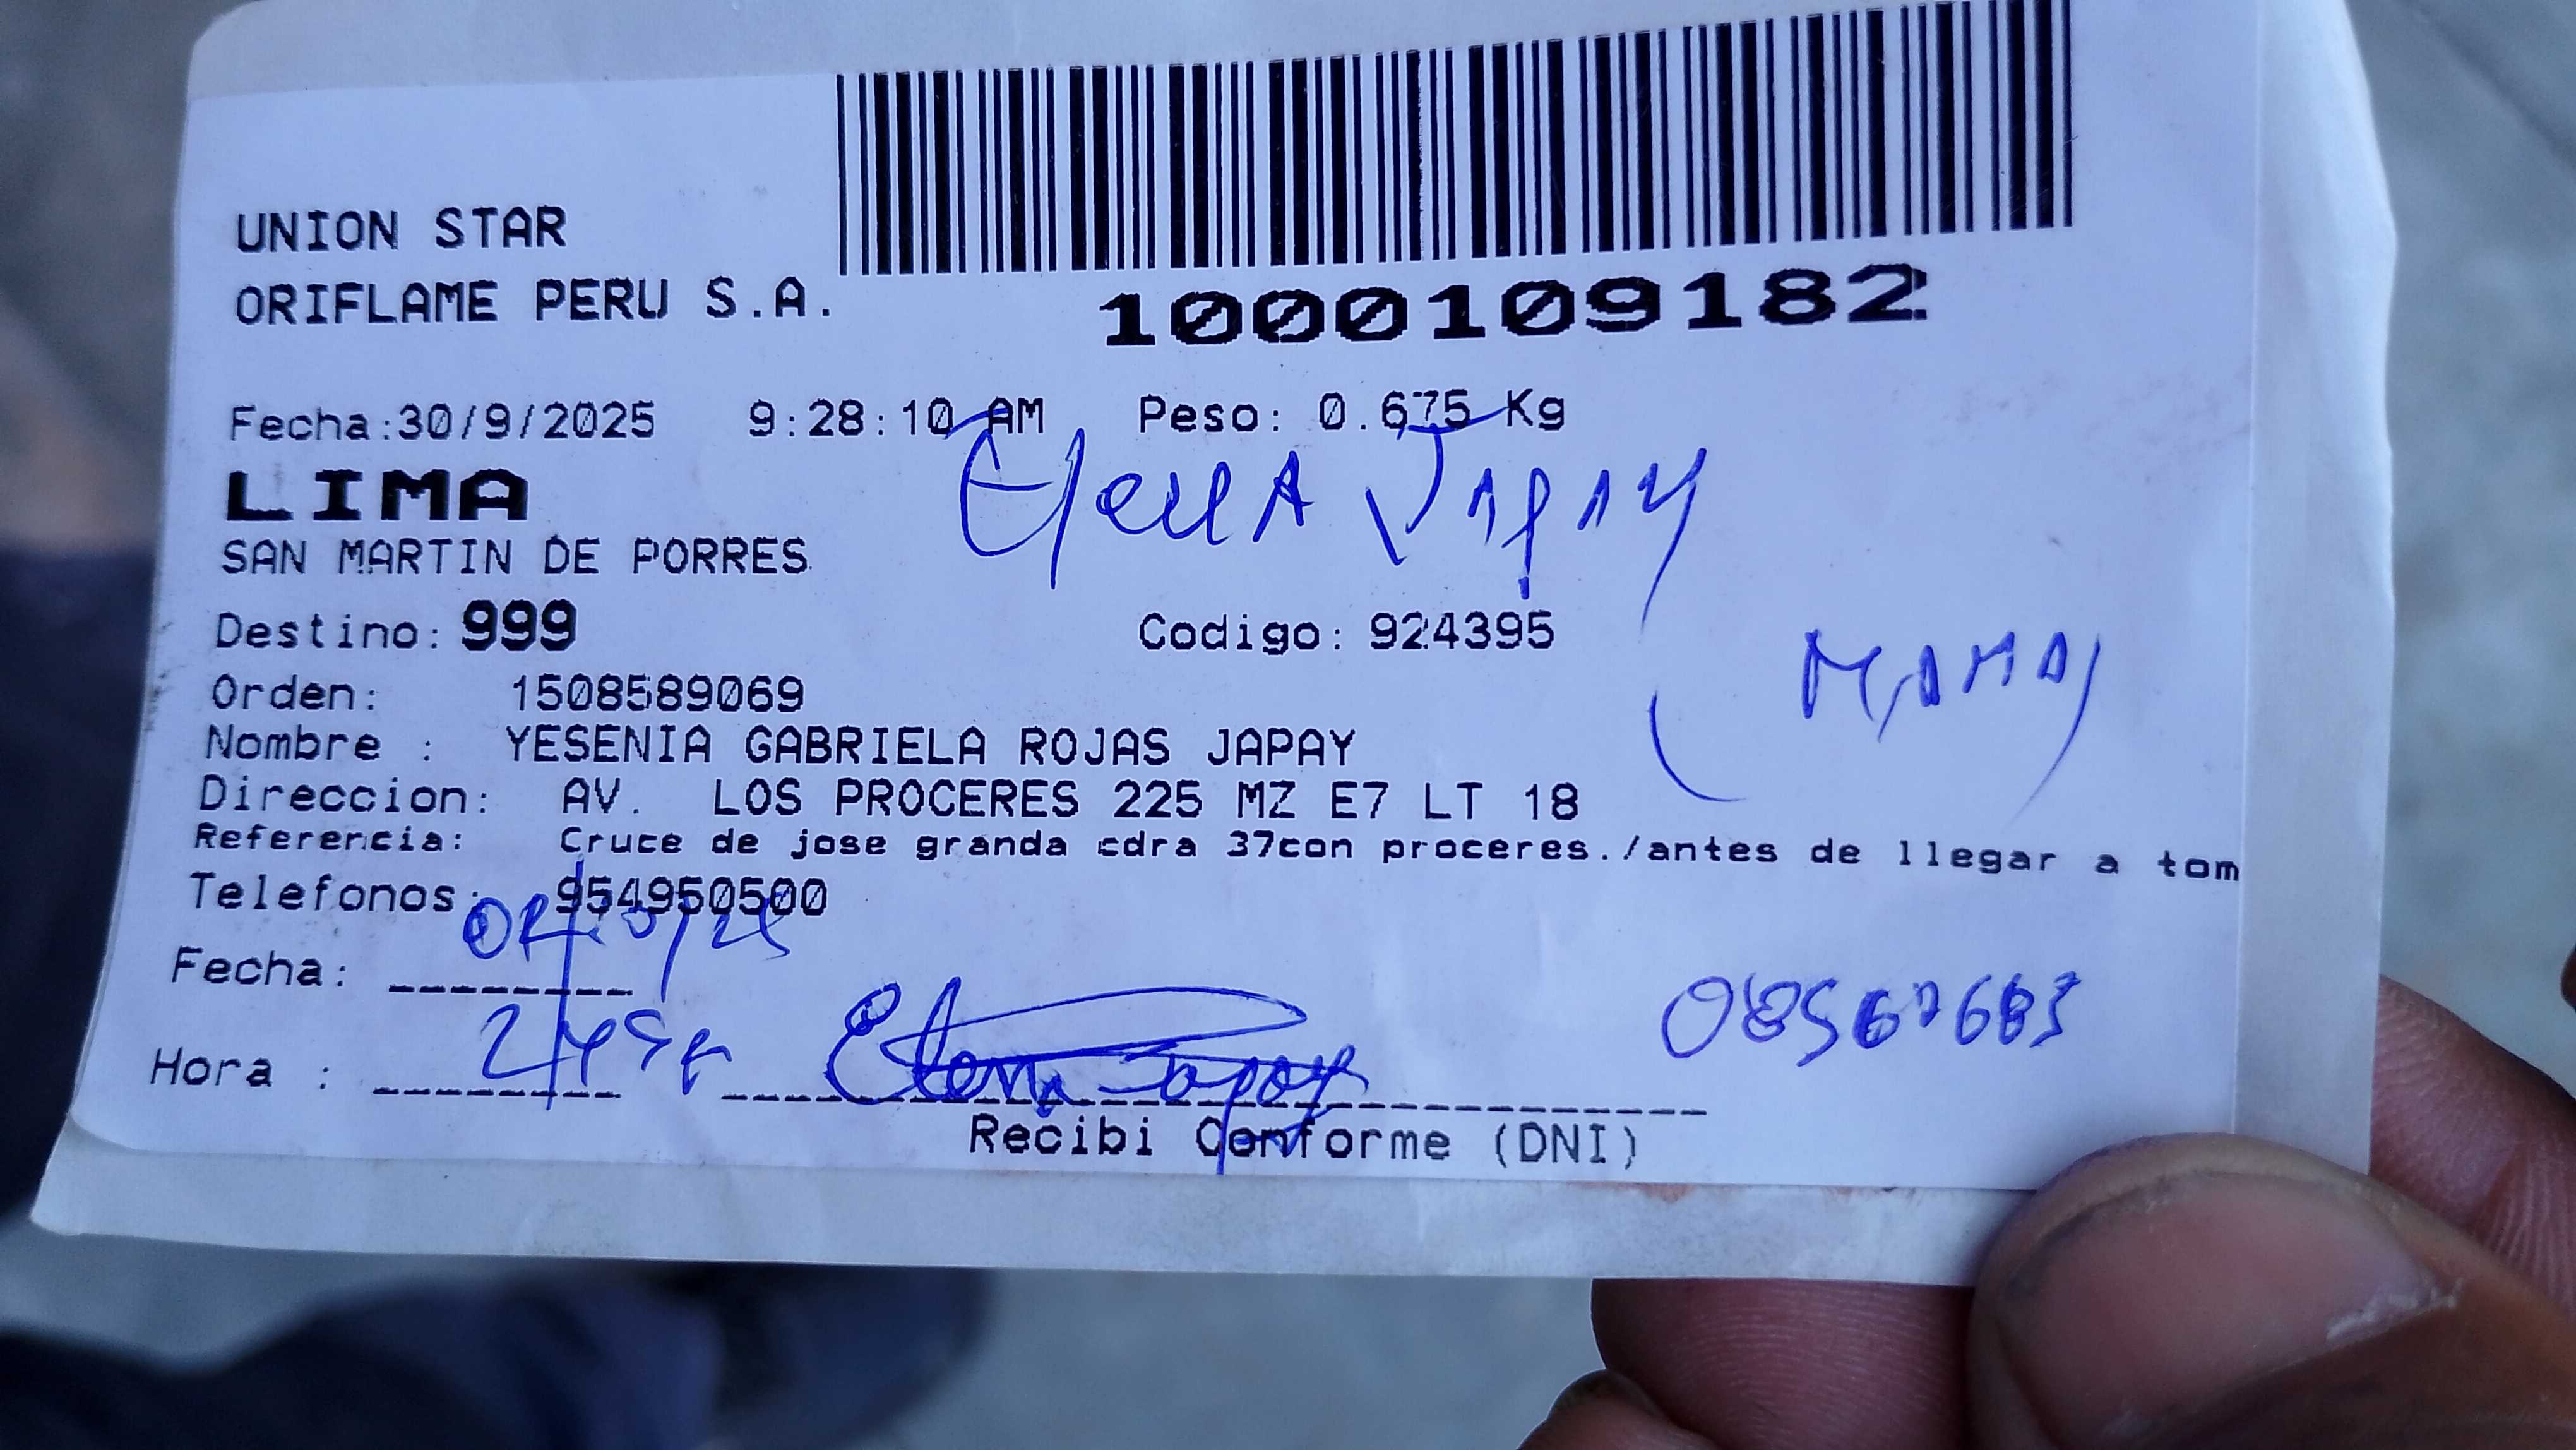 UNION STAR
ORIFLAME PERU S.A.
1000109182
Fecha:30/9/2025 9:28:10 AM Peso: 0.675 Kg
LIMA
Elena JAPAY
SAN MARTIN DE PORRES
Destino: 999 Codigo: 924395
(MAMA)
Orden: 1508589069
Nombre : YESENIA GABRIELA ROJAS JAPAY
Direccion: AV. LOS PROCERES 225 MZ E7 LT 18
Referencia: Cruce de jose granda cdra 37con proceres./antes de llegar a tom
Telefonos: 954950500
Fecha:
Hora : Elena Japay
Recibi Conforme (DNI)